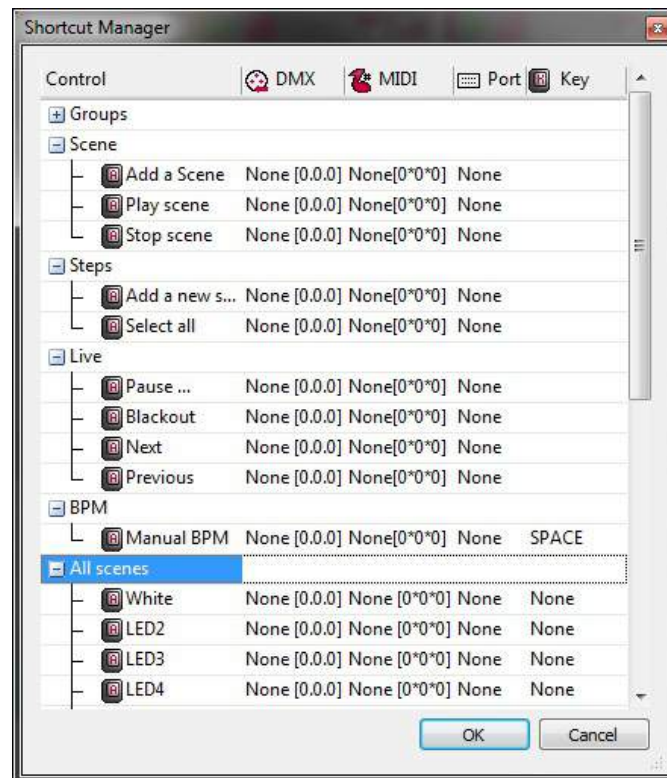 Shortcut Manager
Control DMX MIDI Port Key
Groups
Scene
Add a Scene None [0.0.0] None[0*0*0] None
Play scene None [0.0.0] None[0*0*0] None
Stop scene None [0.0.0] None[0*0*0] None
Steps
Add a new s... None [0.0.0] None[0*0*0] None
Select all None [0.0.0] None[0*0*0] None
Live
Pause ... None [0.0.0] None[0*0*0] None
Blackout None [0.0.0] None[0*0*0] None
Next None [0.0.0] None[0*0*0] None
Previous None [0.0.0] None[0*0*0] None
BPM
Manual BPM None [0.0.0] None[0*0*0] None SPACE
All scenes
White None [0.0.0] None [0*0*0] None None
LED2 None [0.0.0] None [0*0*0] None None
LED3 None [0.0.0] None [0*0*0] None None
LED4 None [0.0.0] None [0*0*0] None None
OK Cancel